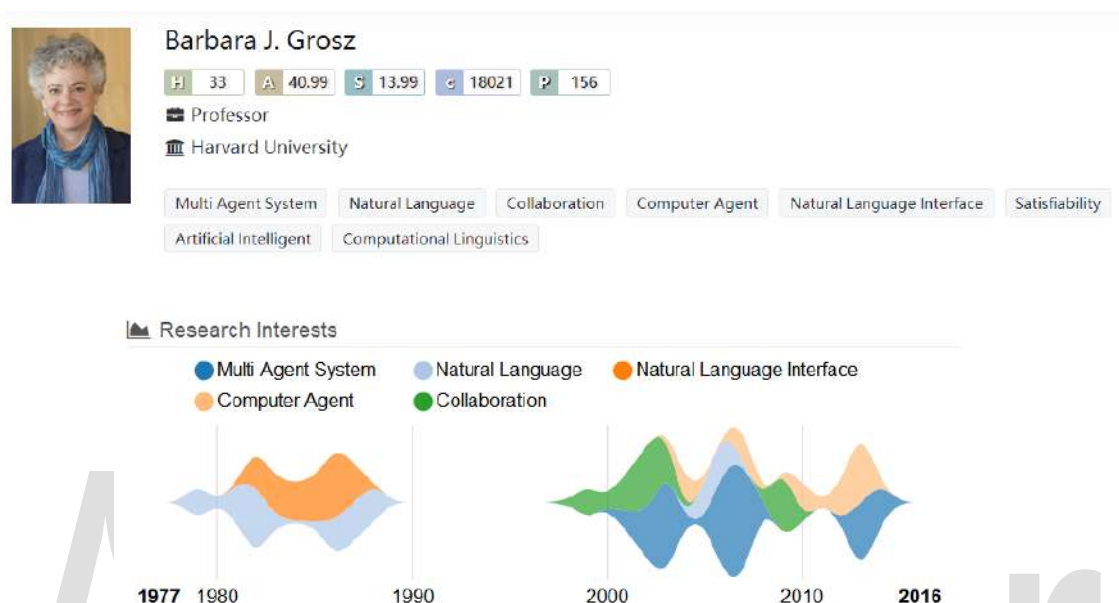 Barbara J. Grosz
H 33 A 40.99 S 13.99 c 18021 P 156
Professor
Harvard University
Multi Agent System Natural Language Collaboration Computer Agent Natural Language Interface Satisfiability
Artificial Intelligent Computational Linguistics
Research Interests
Multi Agent System Natural Language Natural Language Interface
Computer Agent Collaboration
1977 1980 1990 2000 2010 2016